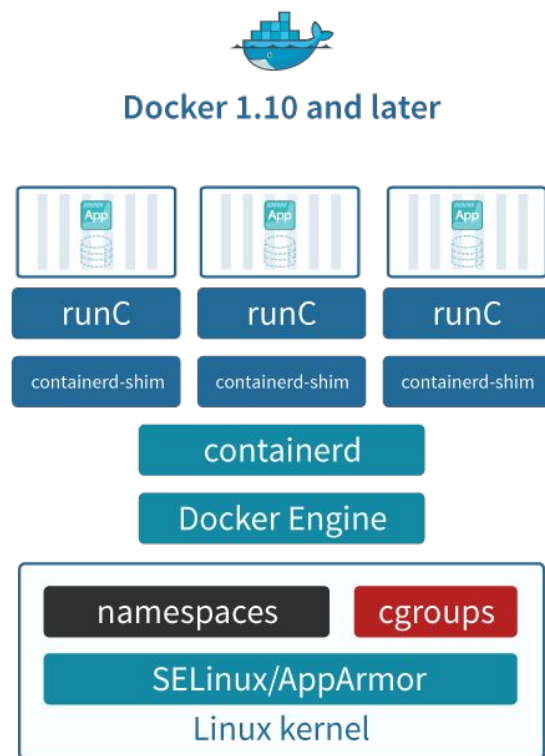 Docker 1.10 and later
App App App
runC runC runC
containerd-shim containerd-shim containerd-shim
containerd
Docker Engine
namespaces cgroups
SELinux/AppArmor
Linux kernel